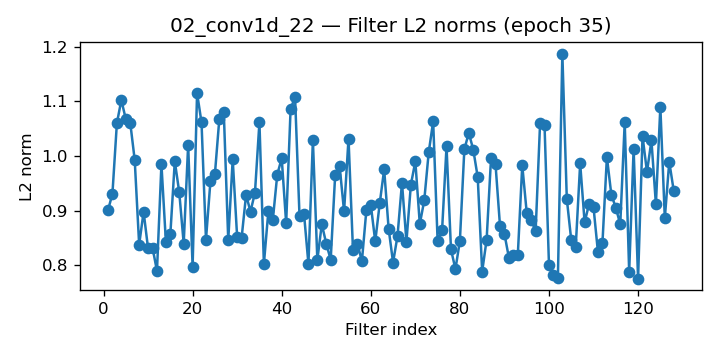 02_conv1d_22 — Filter L2 norms (epoch 35)
1.2
1.1
1.0
0.9
0.8
L2 norm
0 20 40 60 80 100 120
Filter index